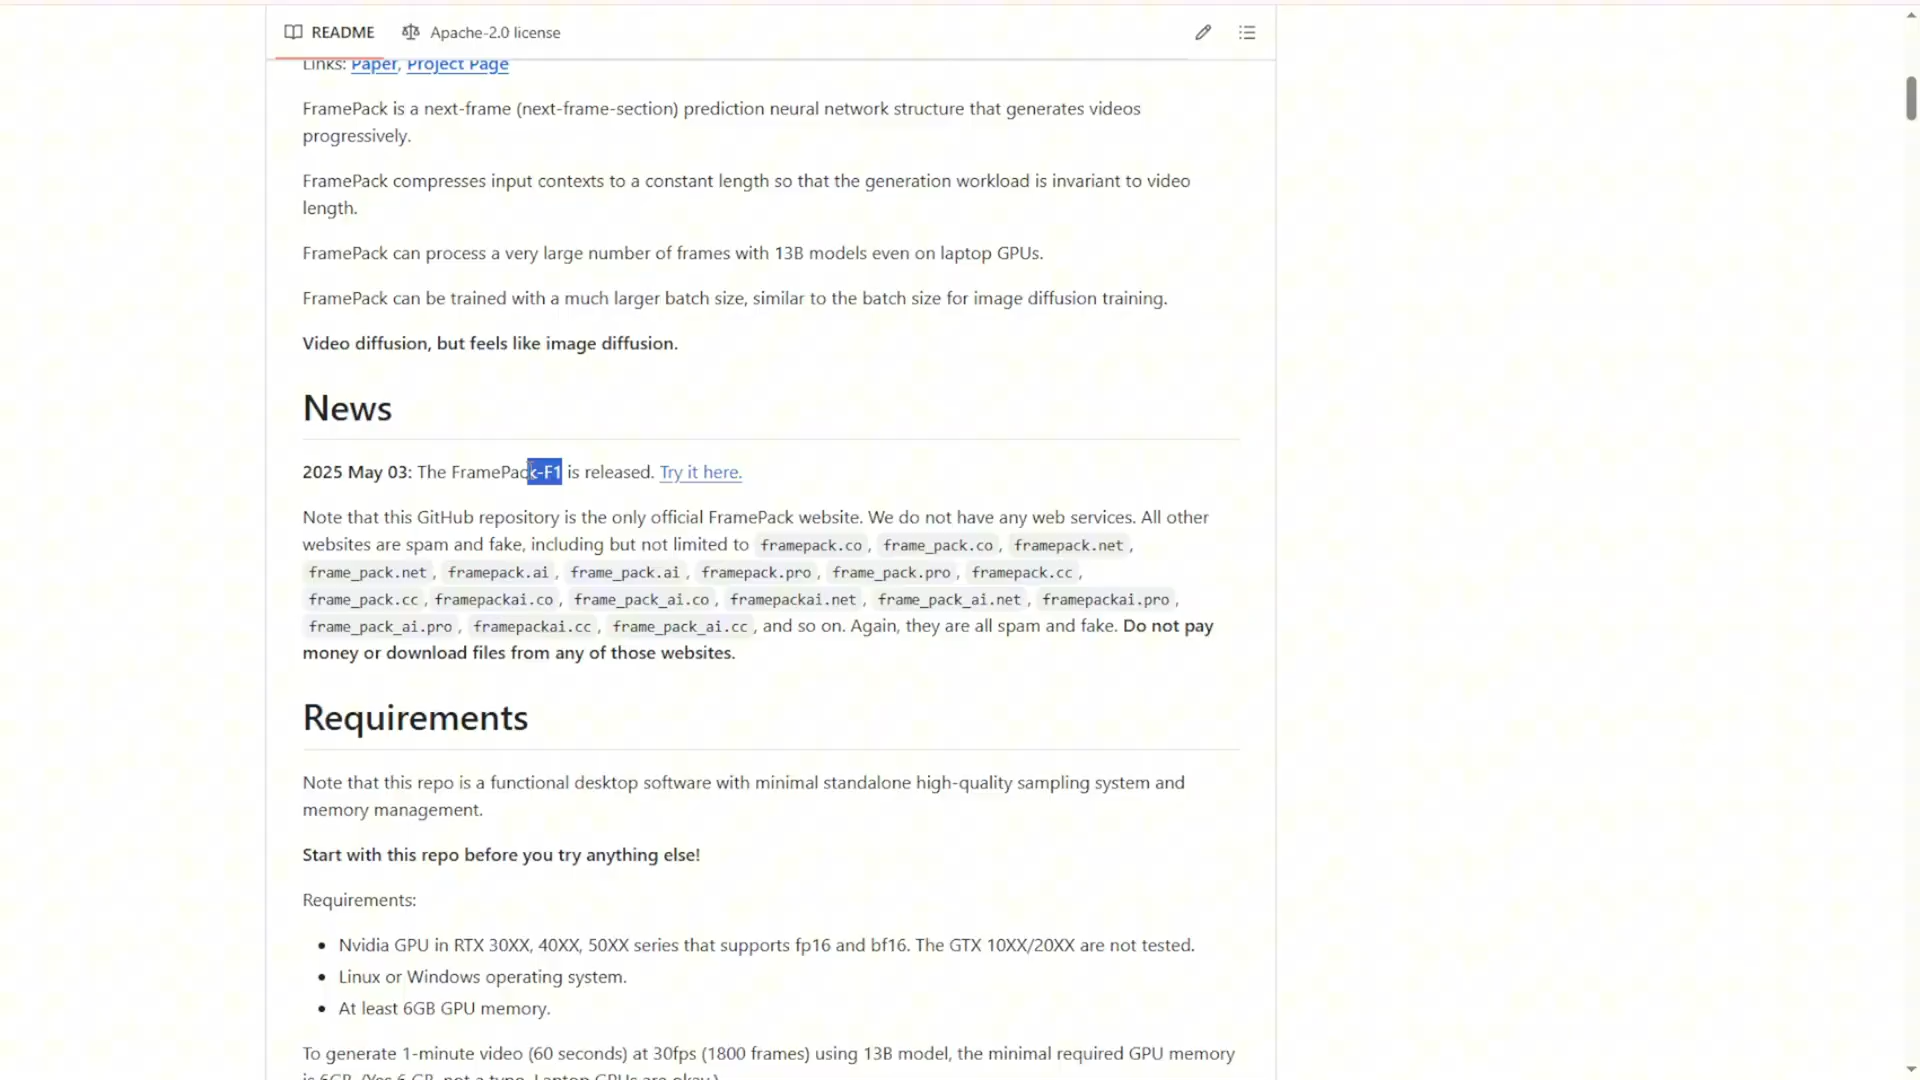 README Apache-2.0 license
Links: Paper, Project Page
FramePack is a next-frame (next-frame-section) prediction neural network structure that generates videos
progressively.
FramePack compresses input contexts to a constant length so that the generation workload is invariant to video
length.
FramePack can process a very large number of frames with 13B models even on laptop GPUs.
FramePack can be trained with a much larger batch size, similar to the batch size for image diffusion training.
Video diffusion, but feels like image diffusion.
News
2025 May 03: The FramePack-F1 is released. Try it here.
Note that this GitHub repository is the only official FramePack website. We do not have any web services. All other
websites are spam and fake, including but not limited to framepack.co, frame_pack.co, framepack.net,
frame_pack.net, framepack.ai, frame_pack.ai, framepack.pro, frame_pack.pro, framepack.cc,
frame_pack.cc, framepackai.co, frame_pack_ai.co, framepackai.net, frame_pack_ai.net, framepackai.pro,
frame_pack_ai.pro, framepackai.cc, frame_pack_ai.cc, and so on. Again, they are all spam and fake. Do not pay
money or download files from any of those websites.
Requirements
Note that this repo is a functional desktop software with minimal standalone high-quality sampling system and
memory management.
Start with this repo before you try anything else!
Requirements:
• Nvidia GPU in RTX 30XX, 40XX, 50XX series that supports fp16 and bf16. The GTX 10XX/20XX are not tested.
• Linux or Windows operating system.
• At least 6GB GPU memory.
To generate 1-minute video (60 seconds) at 30fps (1800 frames) using 13B model, the minimal required GPU memory
is 6GB. (Yes 6 GB, not a typo. Laptop GPUs are okay.)